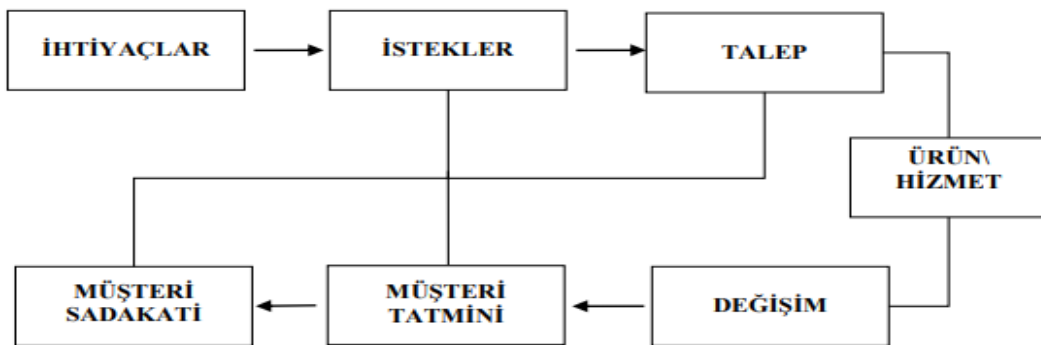 İHTİYAÇLAR
İSTEKLER
TALEP
ÜRÜN\
HİZMET
MÜŞTERİ
SADAKATİ
MÜŞTERİ
TATMİNİ
DEĞİŞİM